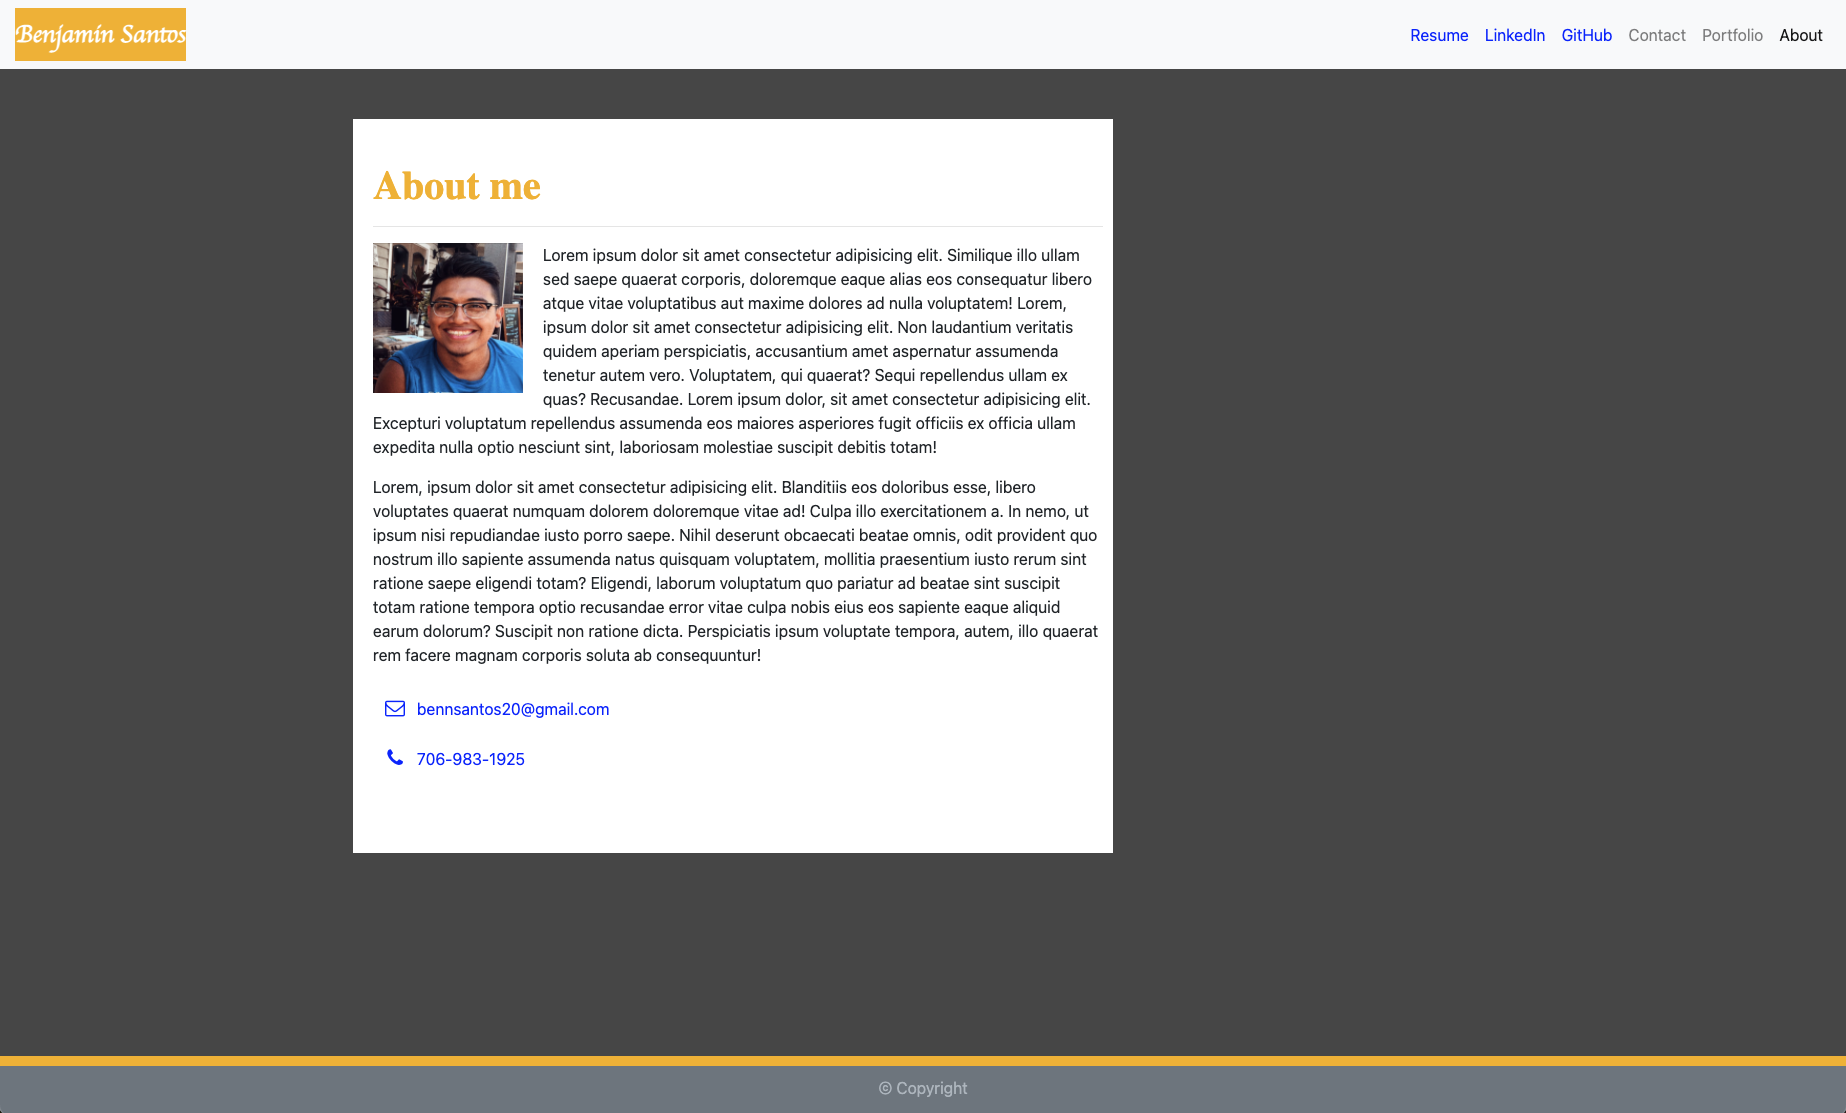 Benjamin Santos
Resume LinkedIn GitHub Contact Portfolio About
About me
Lorem ipsum dolor sit amet consectetur adipisicing elit. Similique illo ullam
sed saepe quaerat corporis, doloremque eaque alias eos consequatur libero
atque vitae voluptatibus aut maxime dolores ad nulla voluptatem! Lorem,
ipsum dolor sit amet consectetur adipisicing elit. Non laudantium veritatis
quidem aperiam perspiciatis, accusantium amet aspernatur assumenda
tenetur autem vero. Voluptatem, qui quaerat? Sequi repellendus ullam ex
quas? Recusandae. Lorem ipsum dolor, sit amet consectetur adipisicing elit.
Excepturi voluptatum repellendus assumenda eos maiores asperiores fugit officiis ex officia ullam
expedita nulla optio nesciunt sint, laboriosam molestiae suscipit debitis totam!
Lorem, ipsum dolor sit amet consectetur adipisicing elit. Blanditiis eos doloribus esse, libero
voluptates quaerat numquam dolorem doloremque vitae ad! Culpa illo exercitationem a. In nemo, ut
ipsum nisi repudiandae iusto porro saepe. Nihil deserunt obcaecati beatae omnis, odit provident quo
nostrum illo sapiente assumenda natus quisquam voluptatem, mollitia praesentium iusto rerum sint
ratione saepe eligendi totam? Eligendi, laborum voluptatum quo pariatur ad beatae sint suscipit
totam ratione tempora optio recusandae error vitae culpa nobis eius eos sapiente eaque aliquid
earum dolorum? Suscipit non ratione dicta. Perspiciatis ipsum voluptate tempora, autem, illo quaerat
rem facere magnam corporis soluta ab consequuntur!
bennsantos20@gmail.com
706-983-1925
© Copyright